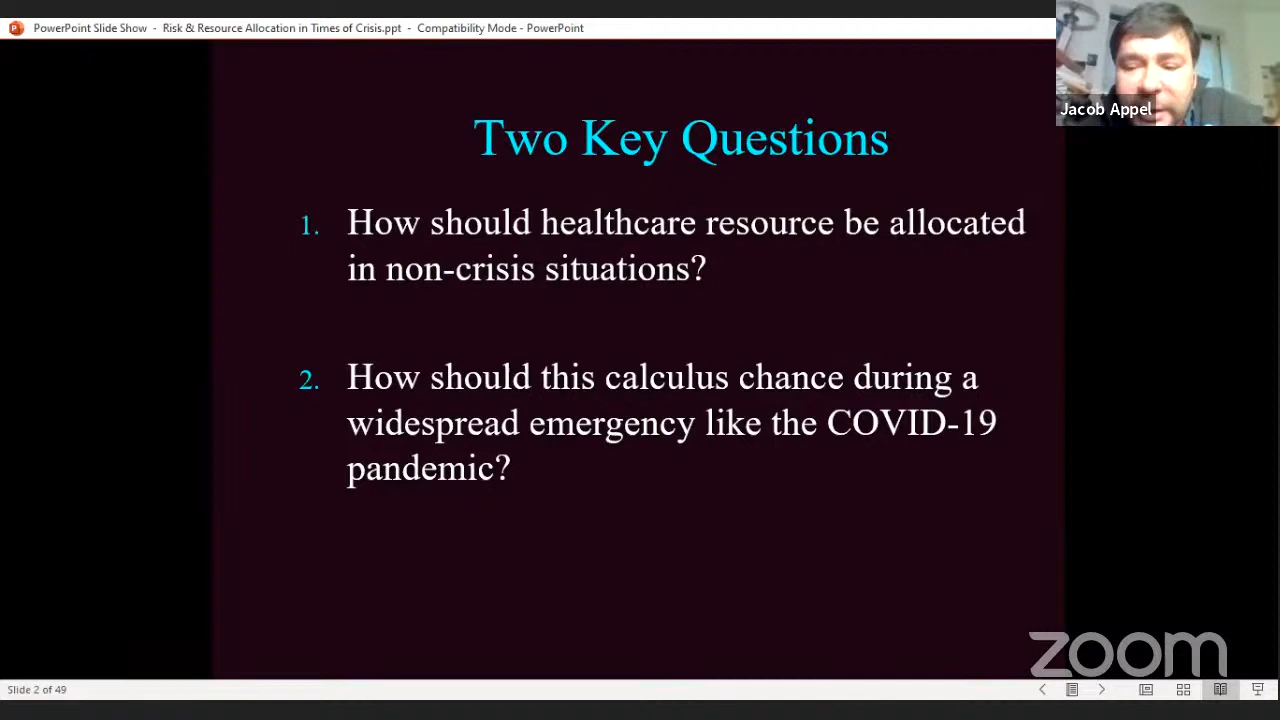 PowerPoint Slide Show - Risk & Resource Allocation in Times of Crisis.ppt - Compatibility Mode - PowerPoint
Jacob Appel
Two Key Questions
1. How should healthcare resource be allocated
in non-crisis situations?
2. How should this calculus chance during a
widespread emergency like the COVID-19
pandemic?
zoom
Slide 2 of 49